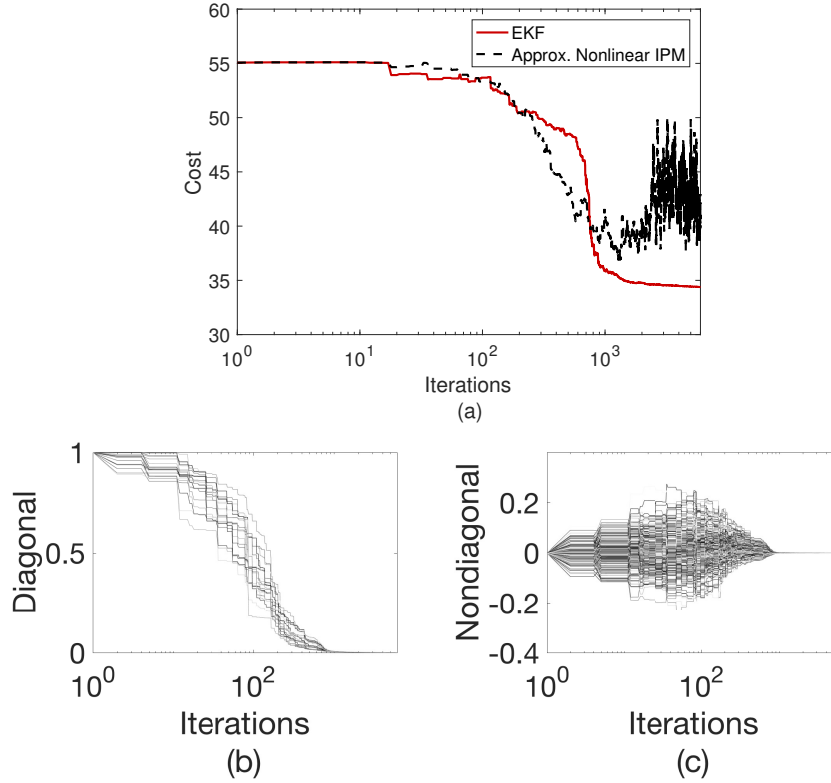 60
55
50
45
40
35
30
Cost
EKF
Approx. Nonlinear IPM
10^0
10^1
10^2
10^3
Iterations
(a)
1
0.5
0
Diagonal
10^0
10^2
Iterations
(b)
0.2
0
-0.2
-0.4
Nondiagonal
10^0
10^2
Iterations
(c)